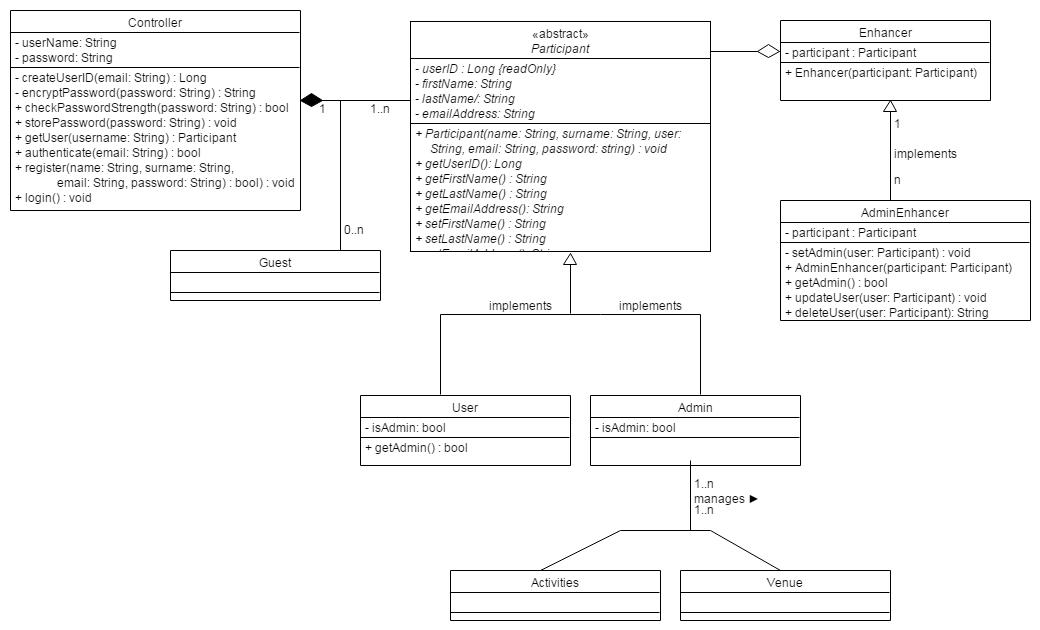 Controller
- userName: String
- password: String
- createUserID(email: String) : Long
- encryptPassword(password: String) : String
+ checkPasswordStrength(password: String) : bool
+ storePassword(password: String) : void
+ getUser(username: String) : Participant
+ authenticate(email: String) : bool
+ register(name: String, surname: String,
email: String, password: String) : bool) : void
+ login() : void
1
1..n
0..n
Guest
«abstract»
Participant
- userID : Long {readOnly}
- firstName: String
- lastName/: String
- emailAddress: String
+ Participant(name: String, surname: String, user:
String, email: String, password: string) : void
+ getUserID(): Long
+ getFirstName() : String
+ getLastName() : String
+ getEmailAddress(): String
+ setFirstName() : String
+ setLastName() : String
Enhancer
- participant : Participant
+ Enhancer(participant: Participant)
1
implements
n
AdminEnhancer
- participant : Participant
- setAdmin(user: Participant) : void
+ AdminEnhancer(participant: Participant)
+ getAdmin() : bool
+ updateUser(user: Participant) : void
+ deleteUser(user: Participant): String
implements
implements
User
- isAdmin: bool
+ getAdmin() : bool
Admin
- isAdmin: bool
1..n
manages ►
1..n
Activities
Venue